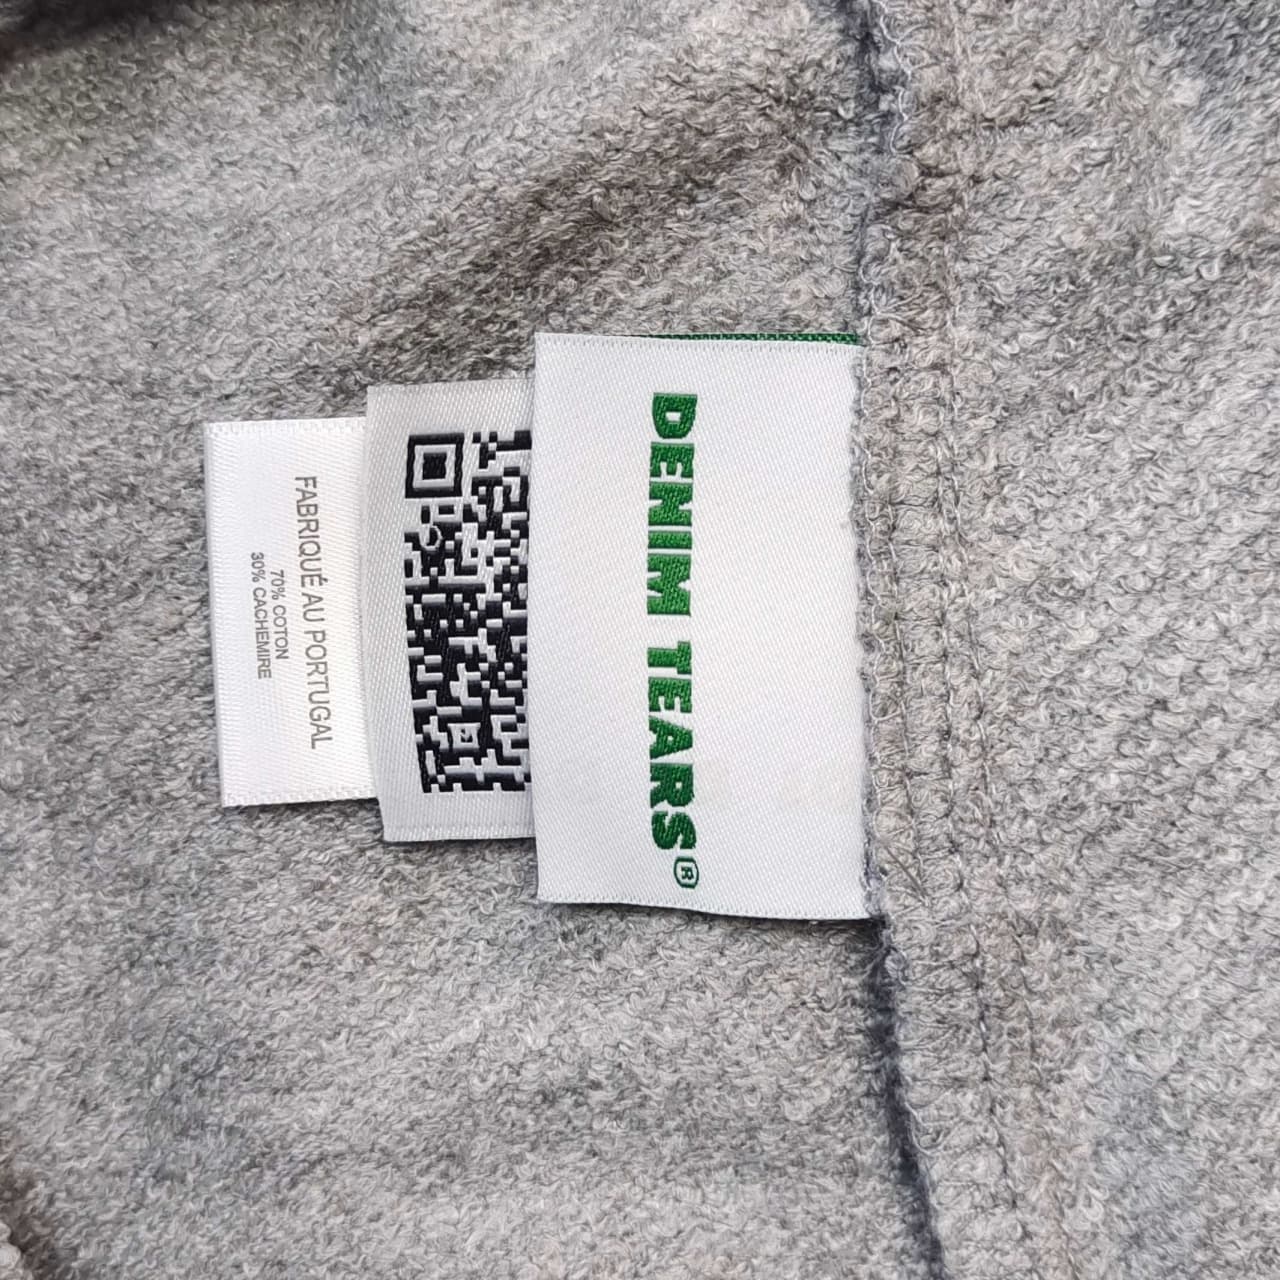 DENIM TEARS®
FABRIQUÉ AU PORTUGAL
70% COTON
30% CACHEMIRE